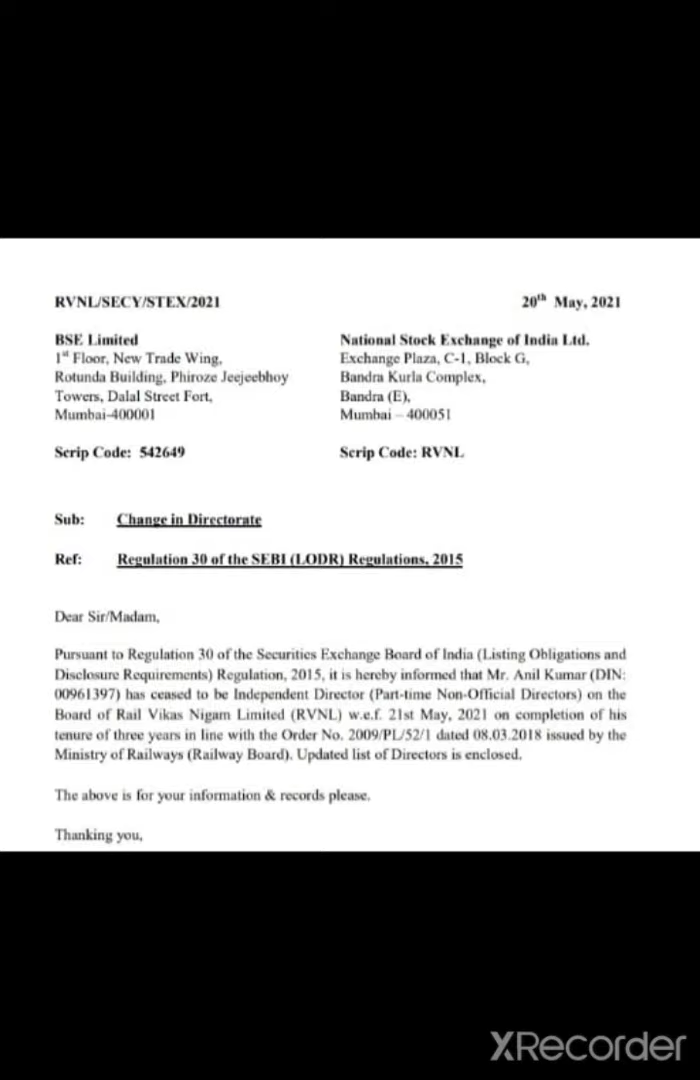 RVNL/SECY/STEX/2021
20th May, 2021
BSE Limited
1st Floor, New Trade Wing,
Rotunda Building, Phiroze Jeejeebhoy
Towers, Dalal Street Fort,
Mumbai-400001
Scrip Code: 542649
National Stock Exchange of India Ltd.
Exchange Plaza, C-1, Block G,
Bandra Kurla Complex,
Bandra (E),
Mumbai – 400051
Scrip Code: RVNL
Sub: Change in Directorate
Ref: Regulation 30 of the SEBI (LODR) Regulations, 2015
Dear Sir/Madam,
Pursuant to Regulation 30 of the Securities Exchange Board of India (Listing Obligations and
Disclosure Requirements) Regulation, 2015, it is hereby informed that Mr. Anil Kumar (DIN:
00961397) has ceased to be Independent Director (Part-time Non-Official Directors) on the
Board of Rail Vikas Nigam Limited (RVNL) w.e.f. 21st May, 2021 on completion of his
tenure of three years in line with the Order No. 2009/PL/52/1 dated 08.03.2018 issued by the
Ministry of Railways (Railway Board). Updated list of Directors is enclosed.
The above is for your information & records please.
Thanking you,
XRecorder